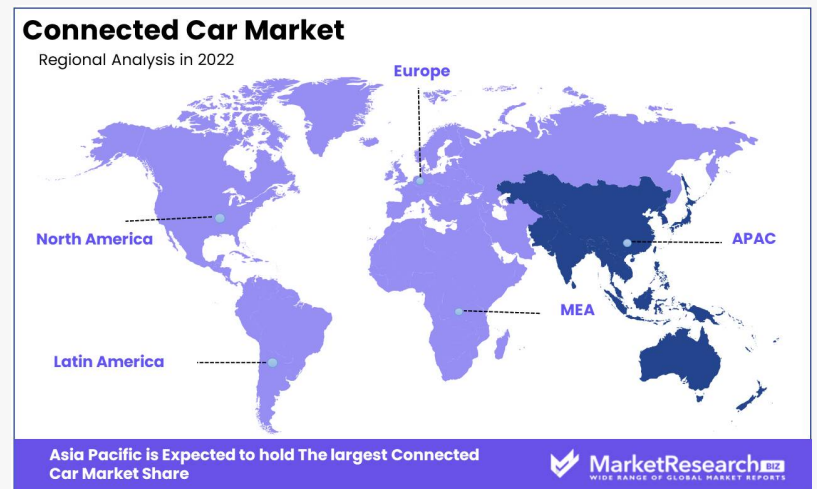 Connected Car Market
Regional Analysis in 2022
Europe
North America
APAC
MEA
Latin America
Asia Pacific is Expected to hold The largest Connected
Car Market Share
MarketResearch BIZ
WIDE RANGE OF GLOBAL MARKET REPORTS